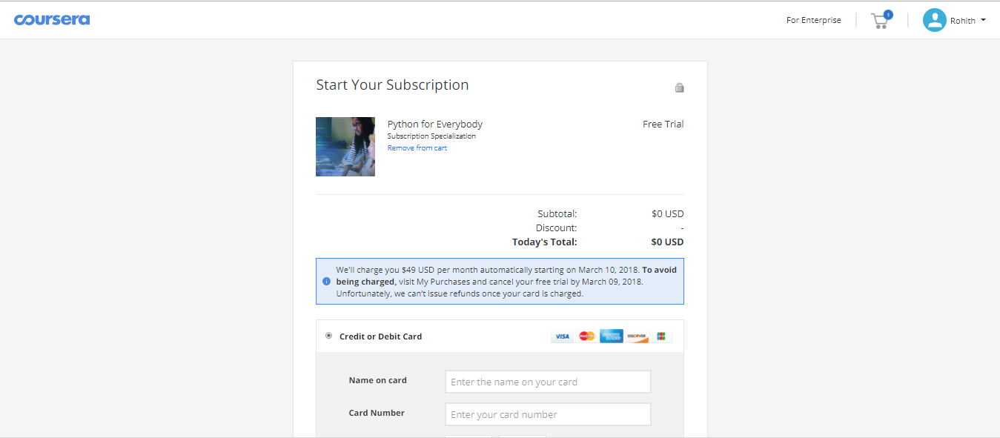 coursera
For Enterprise
1
Rohith
Start Your Subscription
Python for Everybody
Free Trial
Subscription Specialization
Remove from cart
Subtotal: $0 USD
Discount: -
Today's Total: $0 USD
We'll charge you $49 USD per month automatically starting on March 10, 2018. To avoid
being charged, visit My Purchases and cancel your free trial by March 09, 2018.
Unfortunately, we can't issue refunds once your card is charged.
Credit or Debit Card
VISA
MasterCard
DISCOVER
Name on card
Enter the name on your card
Card Number
Enter your card number